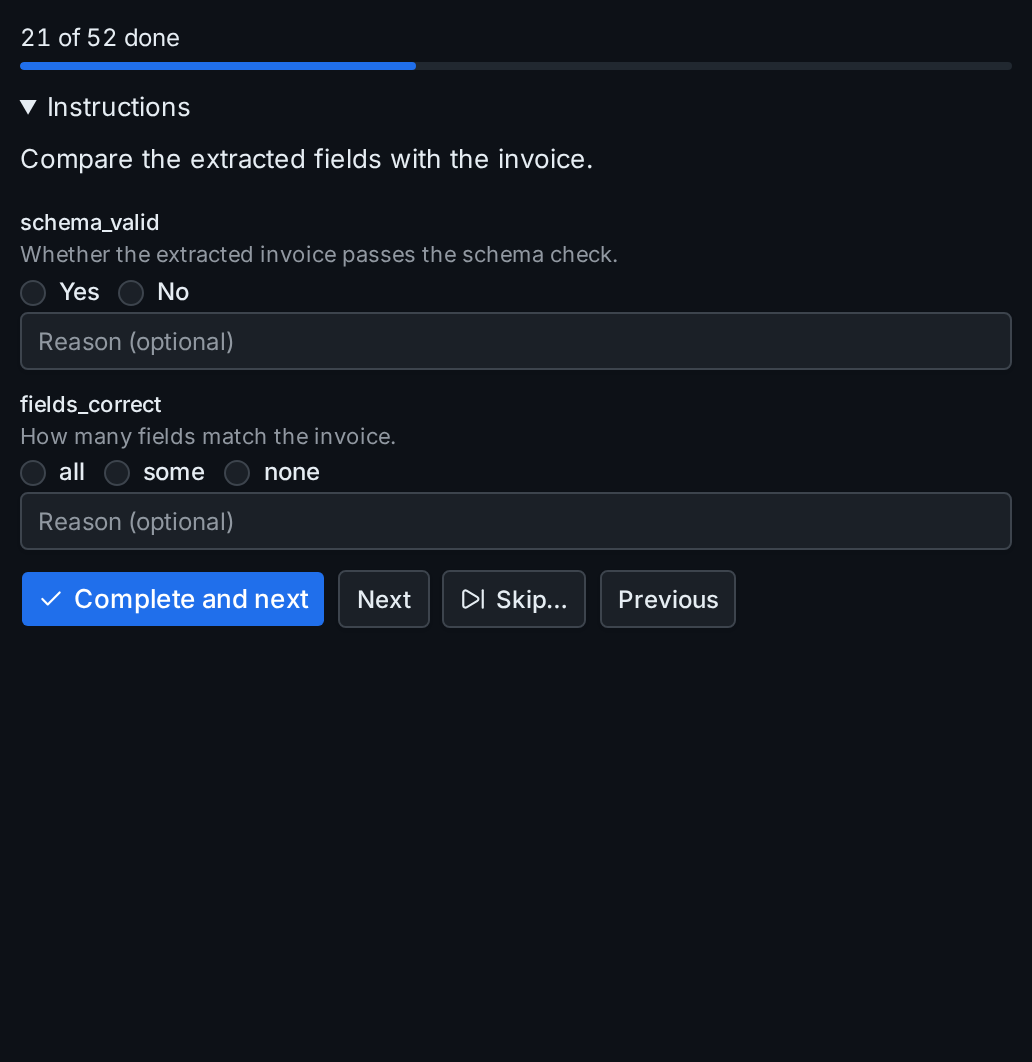 21 of 52 done
Instructions
Compare the extracted fields with the invoice.
schema_valid
Whether the extracted invoice passes the schema check.
Yes No
Reason (optional)
fields_correct
How many fields match the invoice.
all some none
Reason (optional)
Complete and next Next Skip... Previous